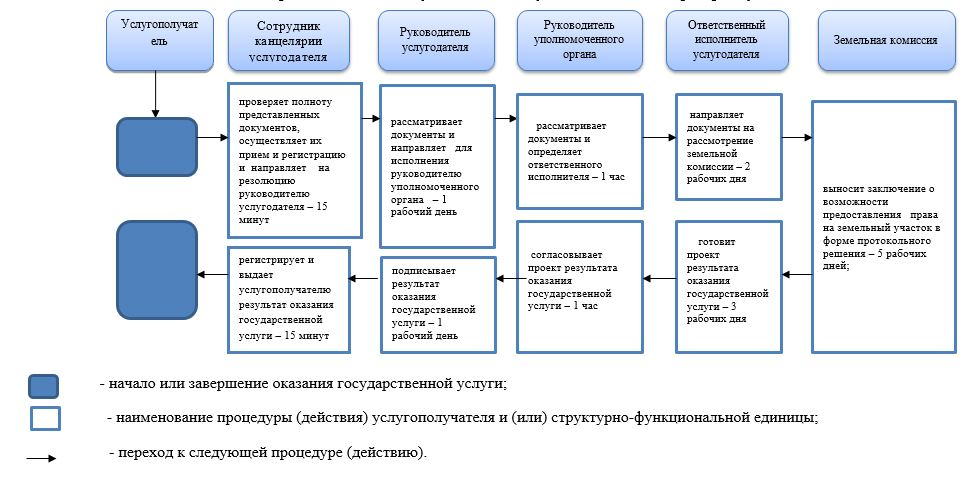 Услугополучат
ель
Сотрудник
канцелярии
услугодателя
Руководитель
услугодателя
Руководитель
уполномоченного
органа
Ответственный
исполнитель
услугодателя
Земельная комиссия
проверяет полноту
представленных
документов,
осуществляет их
прием и регистрацию
и направляет на
резолюцию
руководителю
услугодателя – 15
минут
рассматривает
документы и
направляет для
исполнения
руководителю
уполномоченного
органа – 1
рабочий день
рассматривает
документы и
определяет
ответственного
исполнителя – 1 час
направляет
документы на
рассмотрение
земельной
комиссии – 2
рабочих дня
выносит заключение о
возможности
предоставления права
на земельный участок в
форме протокольного
решения – 5 рабочих
дней;
регистрирует и
выдает
услугополучателю
результат оказания
государственной
услуги – 15 минут
подписывает
результат
оказания
государственной
услуги – 1
рабочий день
согласовывает
проект результата
оказания
государственной
услуги – 1 час
готовит
проект
результата
оказания
государственной
услуги – 3
рабочих дня
- начало или завершение оказания государственной услуги;
- наименование процедуры (действия) услугополучателя и (или) структурно-функциональной единицы;
- переход к следующей процедуре (действию).